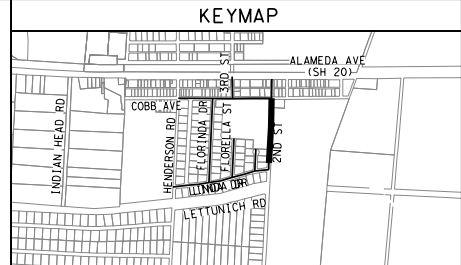 KEYMAP
ALAMEDA AVE
(SH 20)
3RD ST
COBB AVE
INDIAN HEAD RD
HENDERSON RD
FLORINDA DR
FLORELLA ST
2ND ST
LINDA DR
LETTUNICH RD